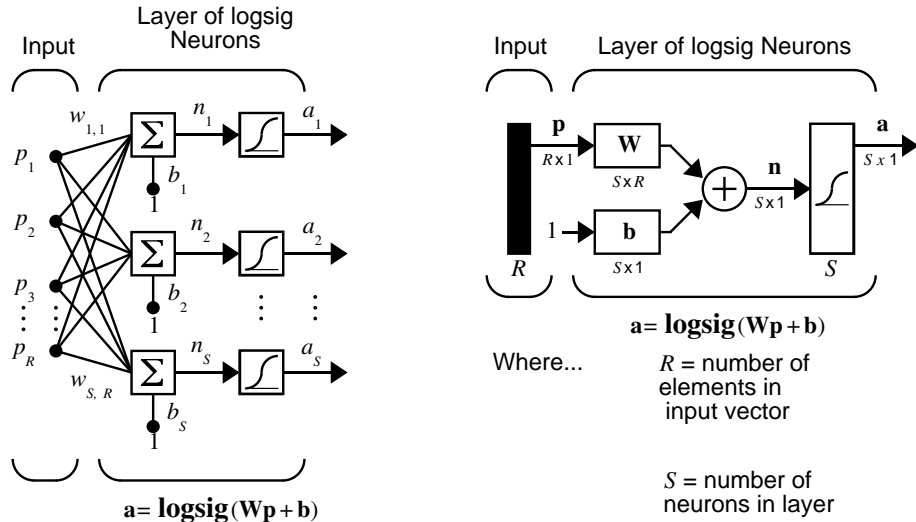 Input
Layer of logsig
Neurons
w1,1
n1
a1
Σ
p1
b1
1
p2
n2
a2
Σ
p3
b2
1
pR
nS
aS
Σ
wS, R
bS
1
a= logsig(Wp+b)
Input
Layer of logsig Neurons
p
W
a
R x 1
S x R
n
S x 1
+
S x 1
1
b
R
S x 1
S
a= logsig(Wp+b)
Where...
R = number of
elements in
input vector
S = number of
neurons in layer